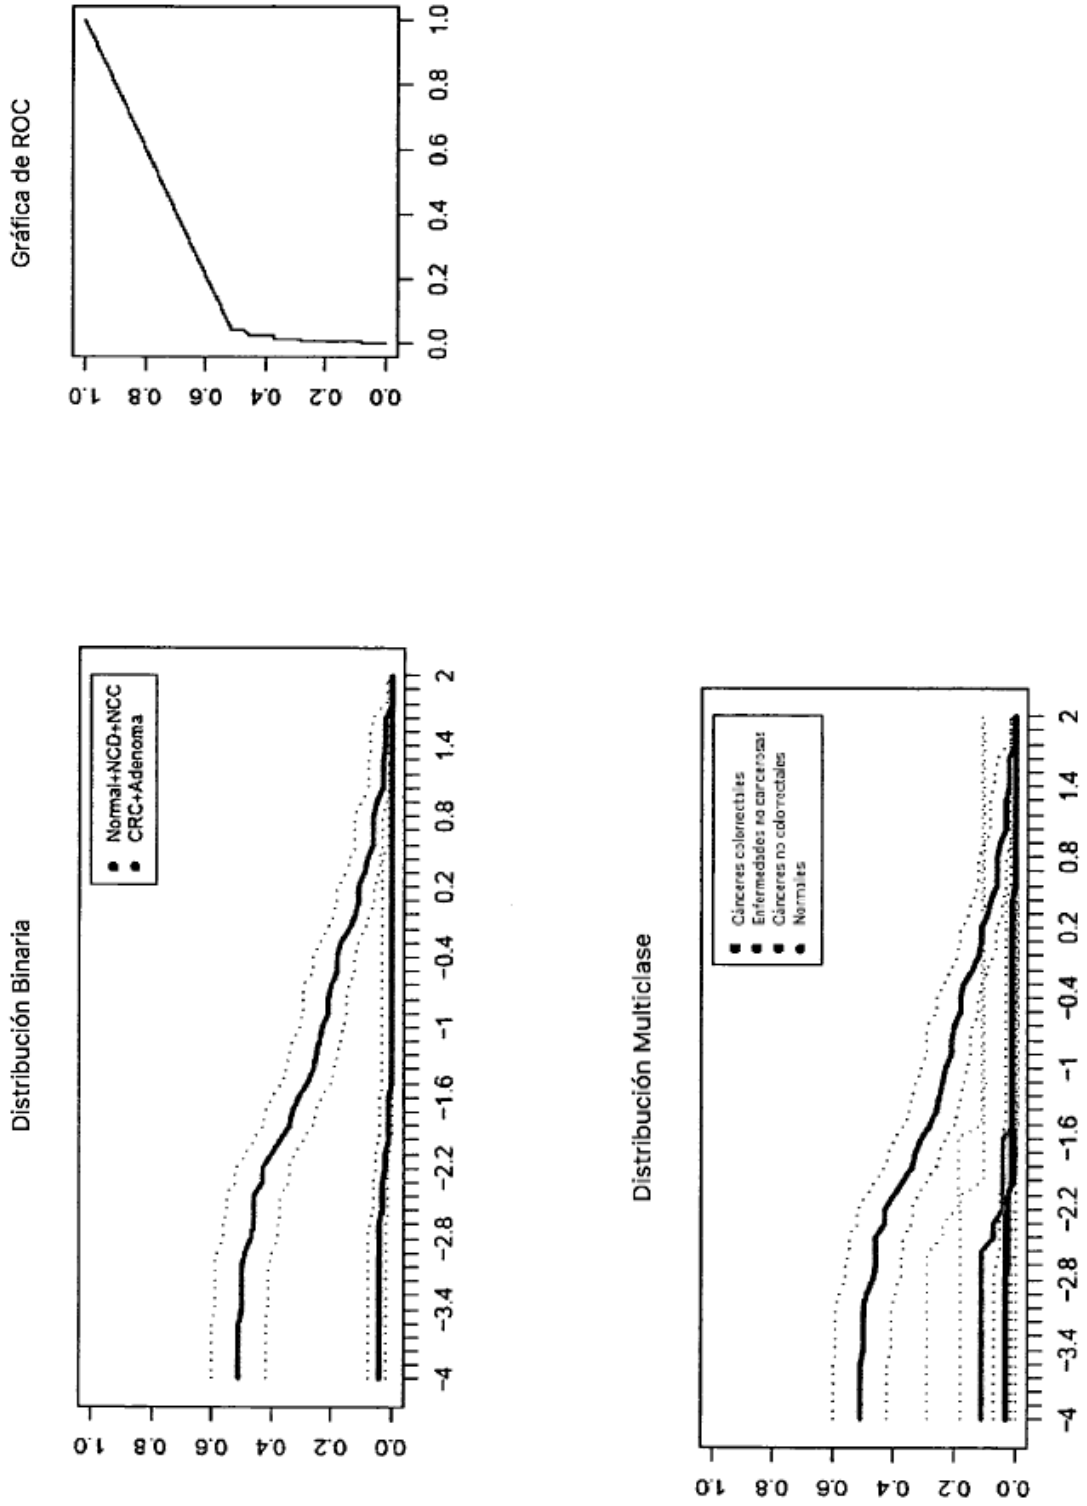 Distribución Binaria
0.0 0.2 0.4 0.6 0.8 1.0
Normal+NCD+NCC
CRC+Adenoma
−4 −3.4 −2.8 −2.2 −1.6 −1 −0.4 0.2 0.8 1.4 2
Gráfica de ROC
0.0 0.2 0.4 0.6 0.8 1.0
0.0 0.2 0.4 0.6 0.8 1.0
Distribución Multiclase
0.0 0.2 0.4 0.6 0.8 1.0
Cánceres colorrectales
Enfermedades no cancerosas
Cánceres no colorrectales
Normales
−4 −3.4 −2.8 −2.2 −1.6 −1 −0.4 0.2 0.8 1.4 2